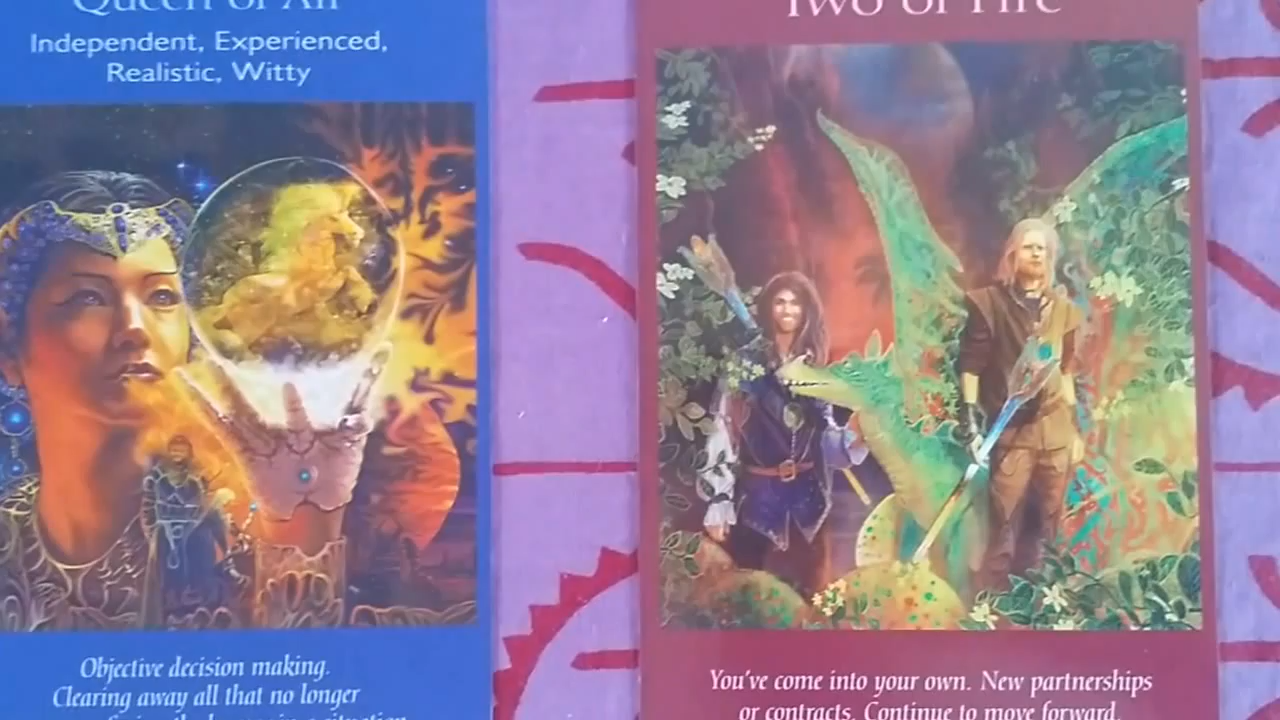 Queen of Air
Independent, Experienced,
Realistic, Witty
Objective decision making.
Clearing away all that no longer
situation
Two of Fire
You've come into your own. New partnerships
or contracts. Continue to move forward.